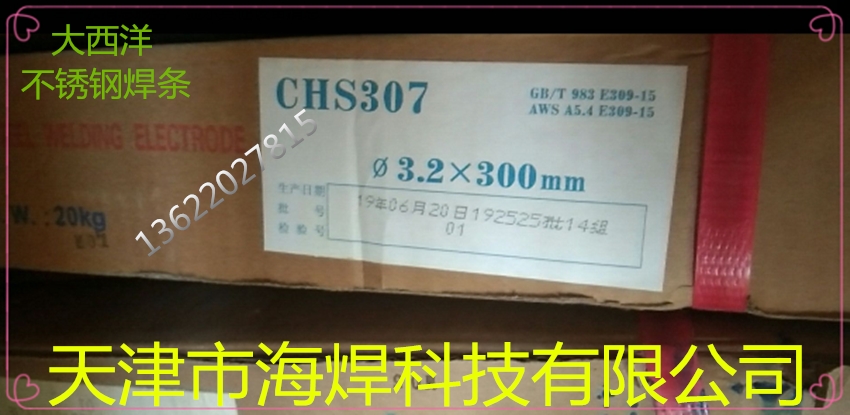 大西洋
不锈钢焊条
CHS307
GB/T 983 E309-15
AWS A5.4 E309-15
WELDING ELECTRODE
ø 3.2×300mm
生产日期
批 号
检验号
19年06月20日192525批14组
01
W.:20kg
13622027815
天津市海焊科技有限公司